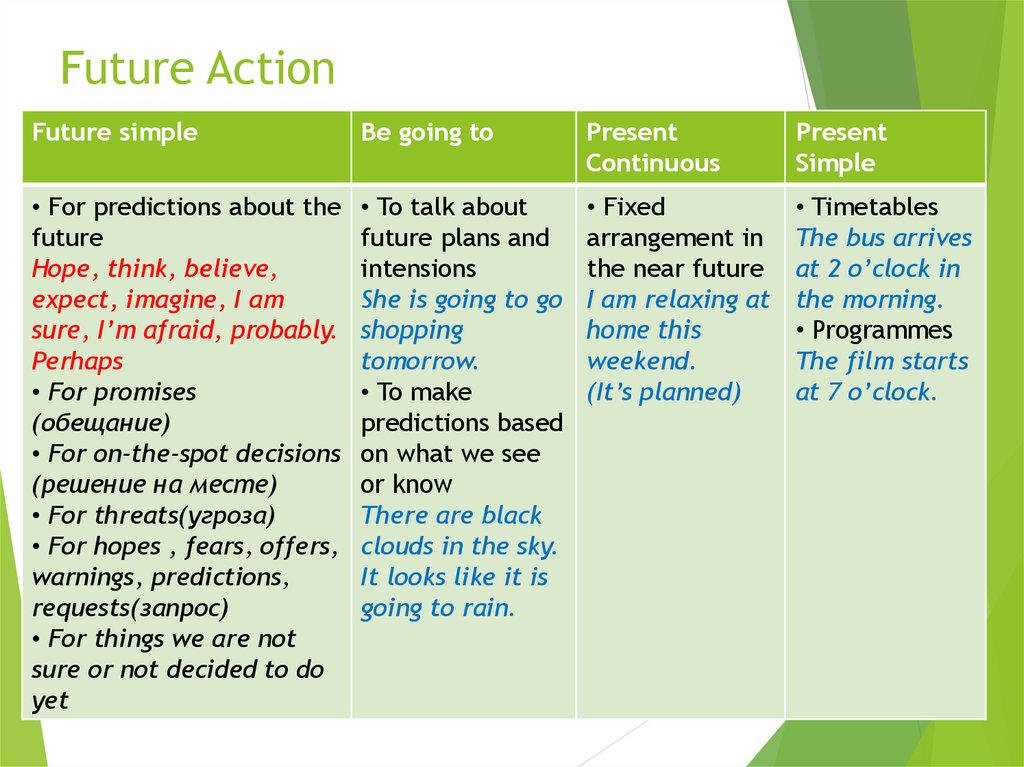 Future Action
Future simple
Be going to
Present
Continuous
Present
Simple
• For predictions about the
future
Hope, think, believe,
expect, imagine, I am
sure, I’m afraid, probably.
Perhaps
• For promises
(обещание)
• For on-the-spot decisions
(решение на месте)
• For threats(угроза)
• For hopes , fears, offers,
warnings, predictions,
requests(запрос)
• For things we are not
sure or not decided to do
yet
• To talk about
future plans and
intensions
She is going to go
shopping
tomorrow.
• To make
predictions based
on what we see
or know
There are black
clouds in the sky.
It looks like it is
going to rain.
• Fixed
arrangement in
the near future
I am relaxing at
home this
weekend.
(It’s planned)
• Timetables
The bus arrives
at 2 o’clock in
the morning.
• Programmes
The film starts
at 7 o’clock.